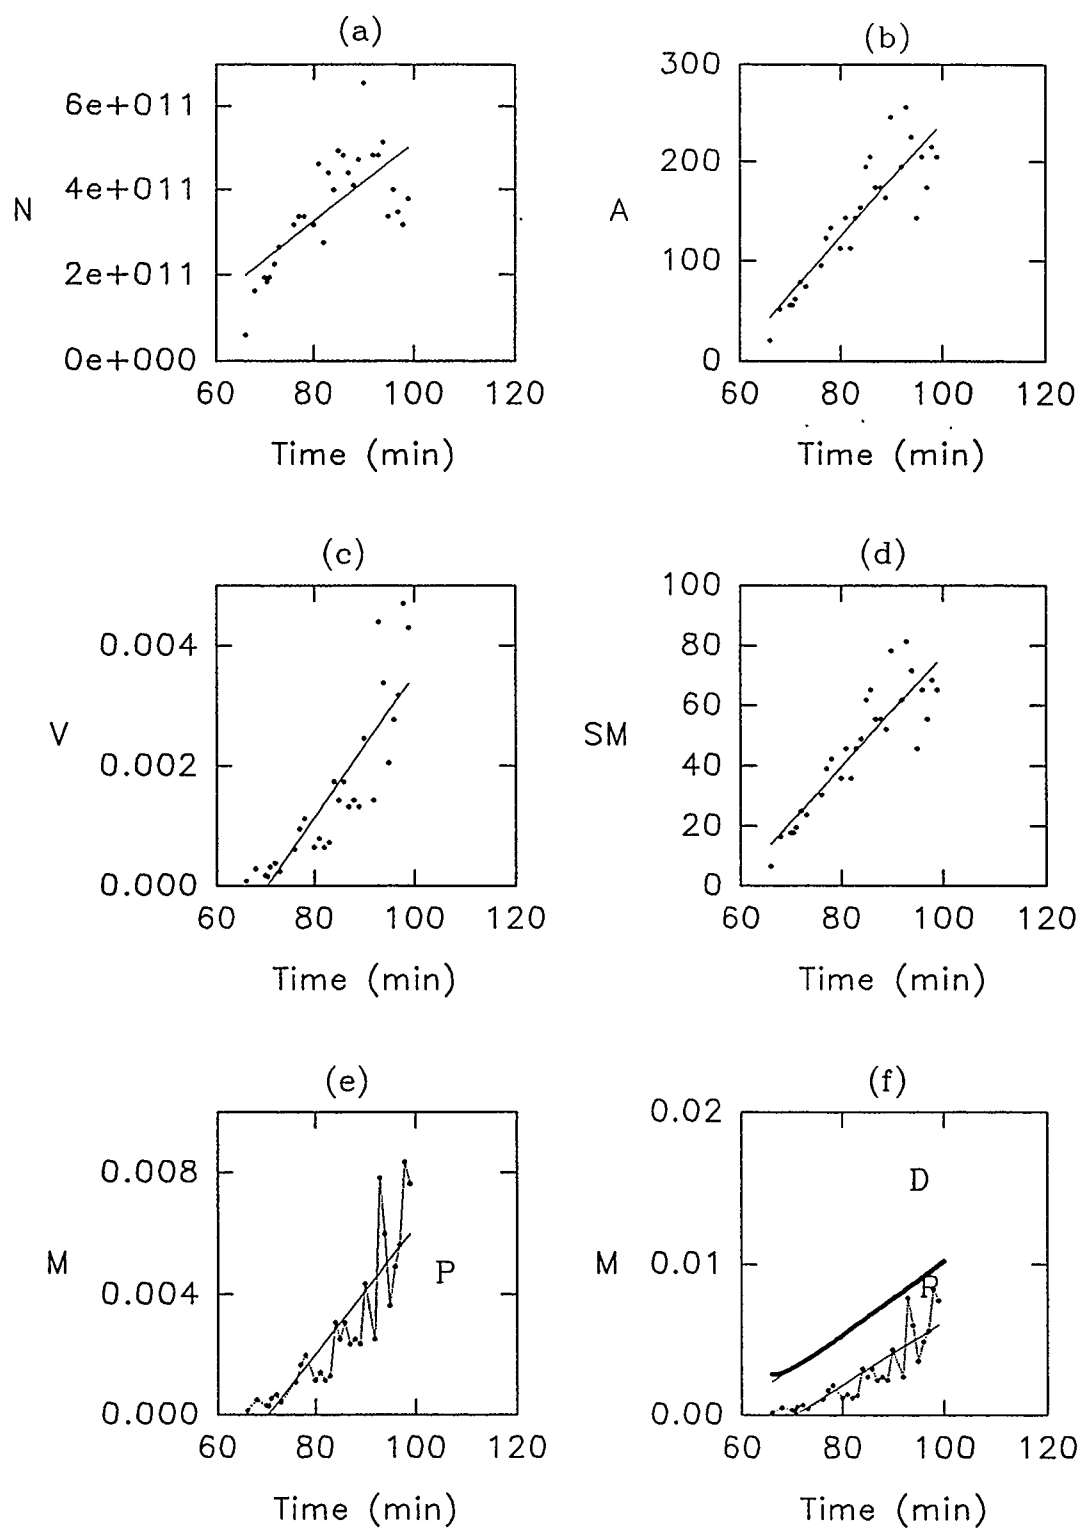 (a)
6e+011
4e+011
2e+011
0e+000
N
60 80 100 120
Time (min)
(b)
300
200
100
0
A
60 80 100 120
Time (min)
(c)
0.004
0.002
0.000
V
60 80 100 120
Time (min)
(d)
100
80
60
40
20
0
SM
60 80 100 120
Time (min)
(e)
0.008
0.004
0.000
M
P
60 80 100 120
Time (min)
(f)
0.02
0.01
0.00
M
D
P
60 80 100 120
Time (min)